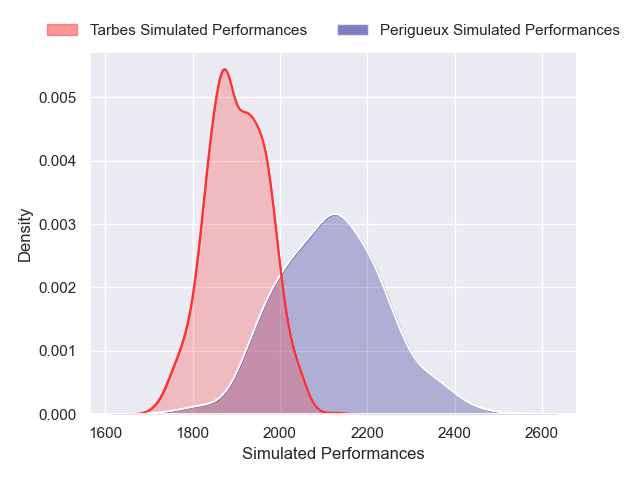 Tarbes Simulated Performances
Perigueux Simulated Performances
Density
0.005
0.004
0.003
0.002
0.001
0.000
1600 1800 2000 2200 2400 2600
Simulated Performances